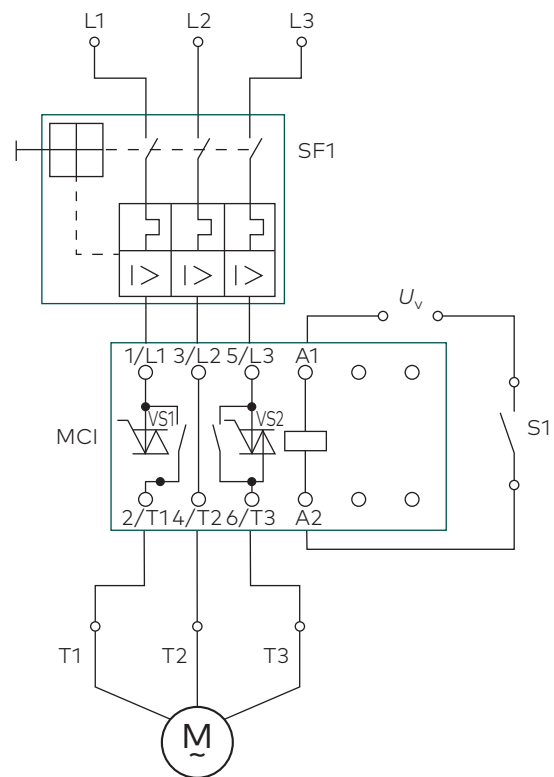 L1 L2 L3
SF1
I> I> I>
U_v
1/L1 3/L2 5/L3 A1
VS1 VS2
S1
MCI
2/T1 4/T2 6/T3 A2
T1 T2 T3
M
~